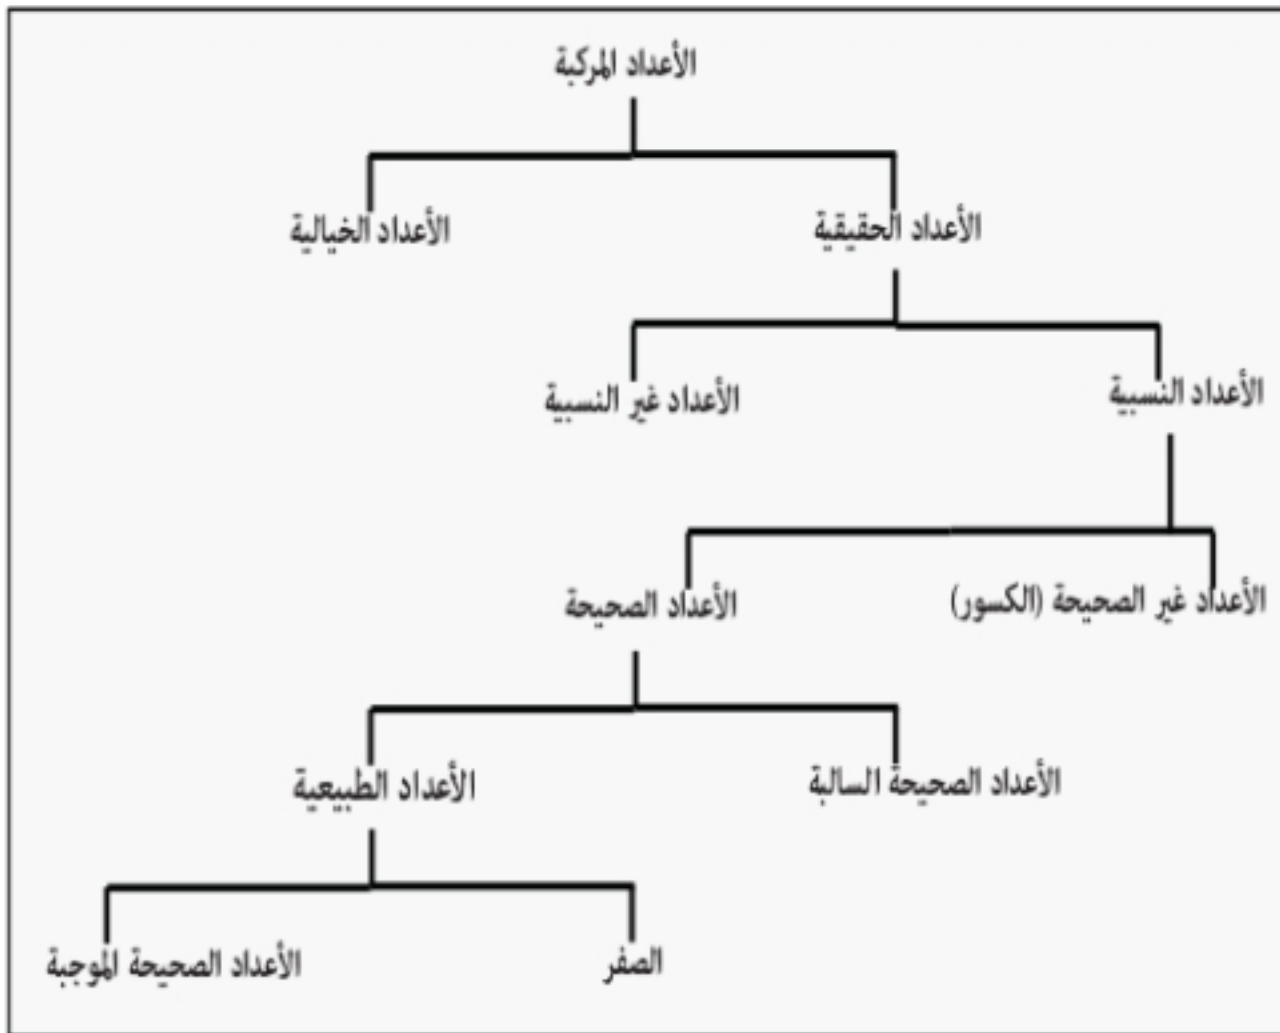 الأعداد المركبة
الأعداد الحقيقية
الأعداد الخيالية
الأعداد النسبية
الأعداد غير النسبية
الأعداد غير الصحيحة (الكسور)
الأعداد الصحيحة
الأعداد الصحيحة السالبة
الأعداد الطبيعية
الصفر
الأعداد الصحيحة الموجبة